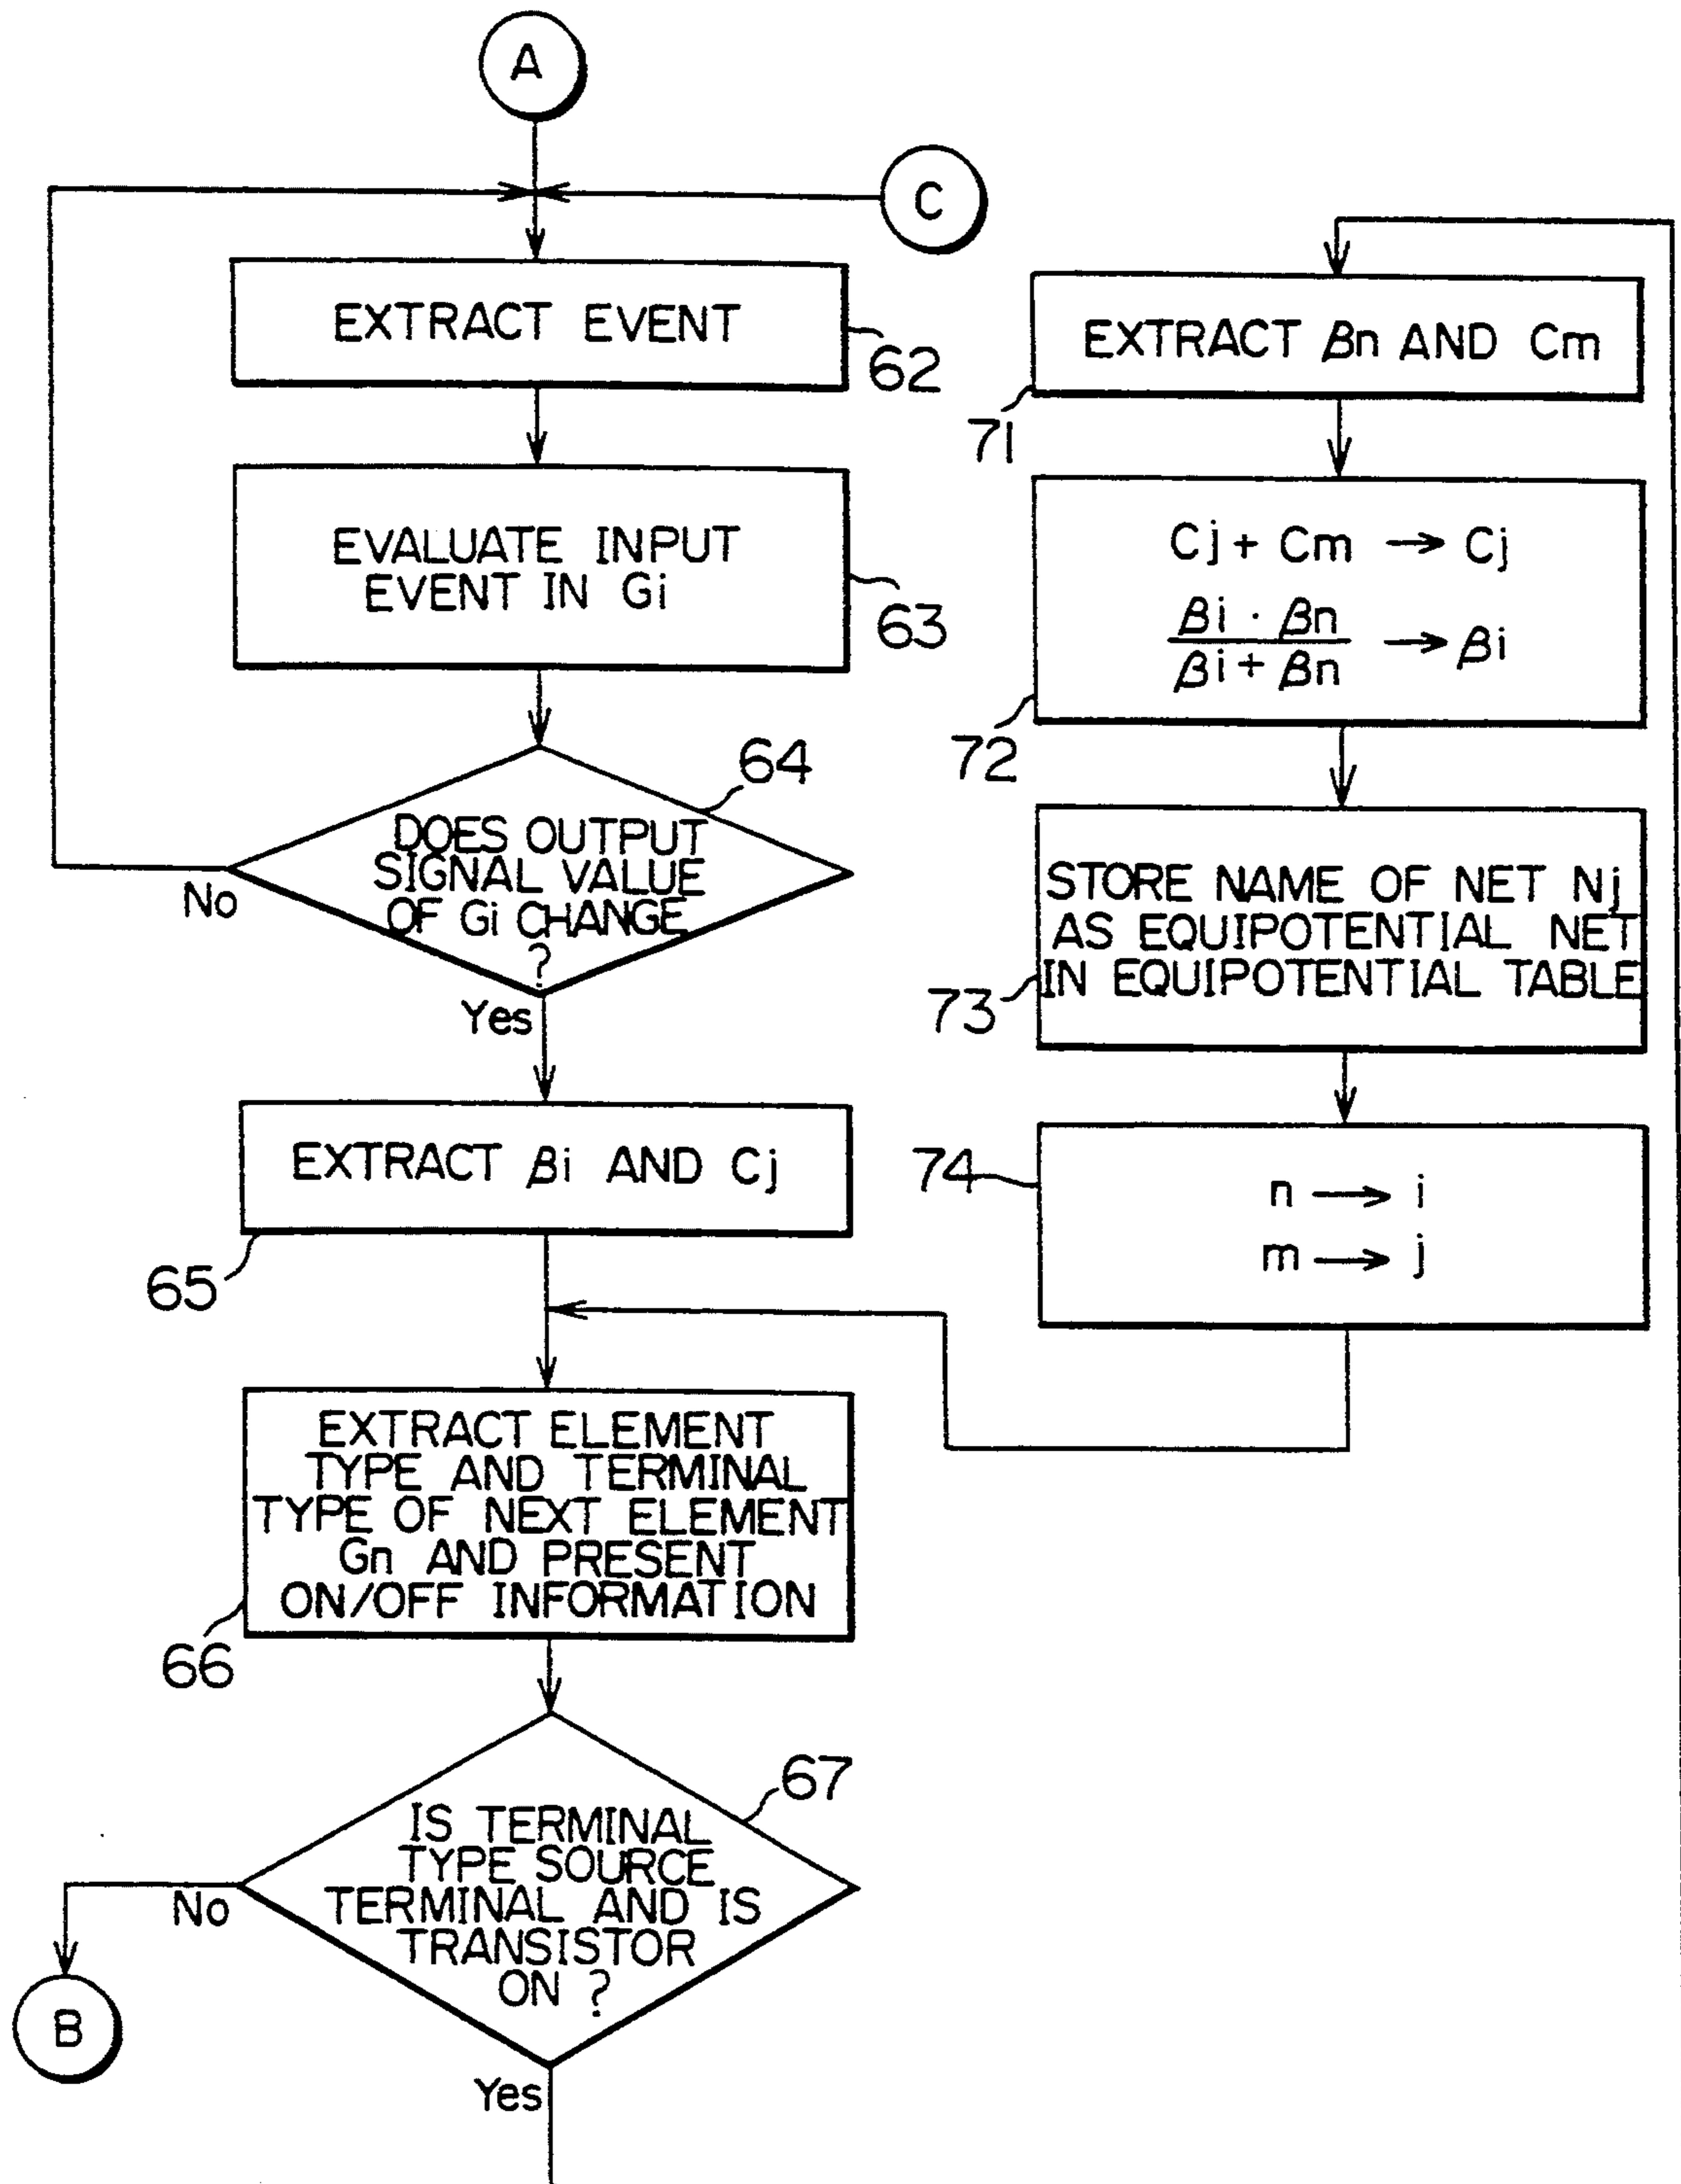 A
C
EXTRACT EVENT
62
EVALUATE INPUT
EVENT IN Gi
63
64
DOES OUTPUT
SIGNAL VALUE
OF Gi CHANGE
?
No
Yes
EXTRACT βi AND Cj
65
EXTRACT ELEMENT
TYPE AND TERMINAL
TYPE OF NEXT ELEMENT
Gn AND PRESENT
ON/OFF INFORMATION
66
67
IS TERMINAL
TYPE SOURCE
TERMINAL AND IS
TRANSISTOR
ON ?
No
B
Yes
EXTRACT βn AND Cm
71
Cj + Cm → Cj
βi · βn
βi + βn → βi
72
STORE NAME OF NET Nj
AS EQUIPOTENTIAL NET
IN EQUIPOTENTIAL TABLE
73
74
n → i
m → j